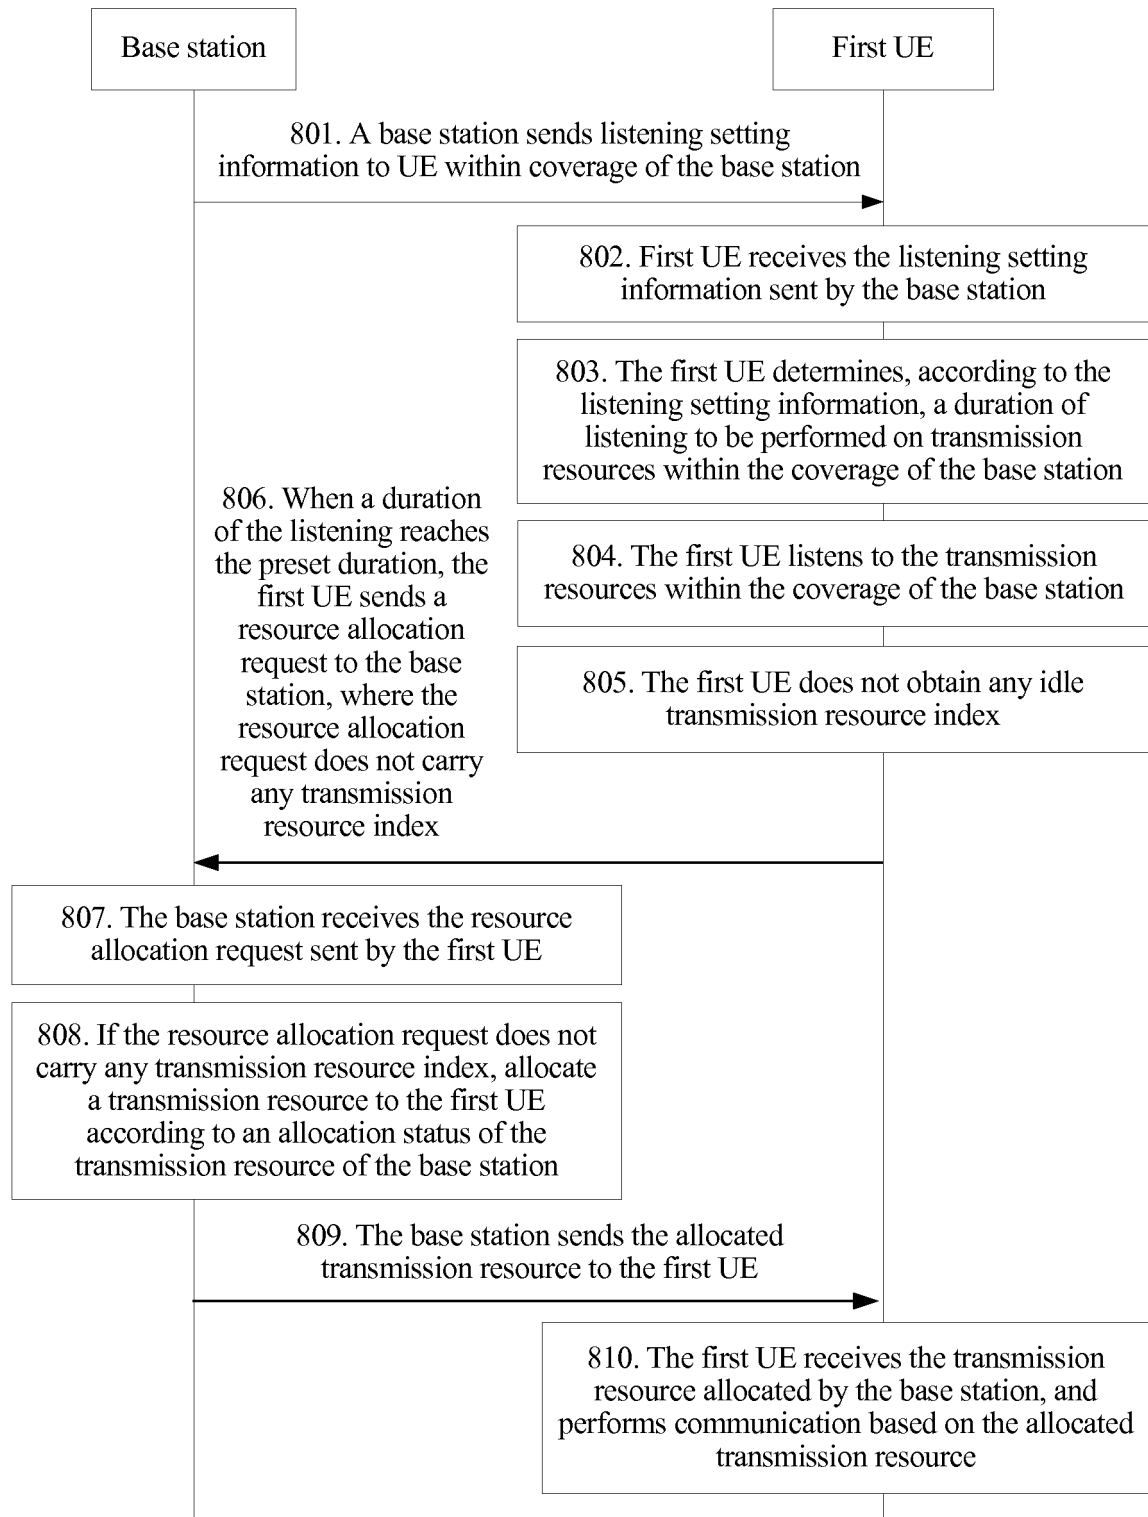 Base station
First UE
801. A base station sends listening setting
information to UE within coverage of the base station
802. First UE receives the listening setting
information sent by the base station
803. The first UE determines, according to the
listening setting information, a duration of
listening to be performed on transmission
resources within the coverage of the base station
804. The first UE listens to the transmission
resources within the coverage of the base station
805. The first UE does not obtain any idle
transmission resource index
806. When a duration
of the listening reaches
the preset duration, the
first UE sends a
resource allocation
request to the base
station, where the
resource allocation
request does not carry
any transmission
resource index
807. The base station receives the resource
allocation request sent by the first UE
808. If the resource allocation request does not
carry any transmission resource index, allocate
a transmission resource to the first UE
according to an allocation status of the
transmission resource of the base station
809. The base station sends the allocated
transmission resource to the first UE
810. The first UE receives the transmission
resource allocated by the base station, and
performs communication based on the allocated
transmission resource